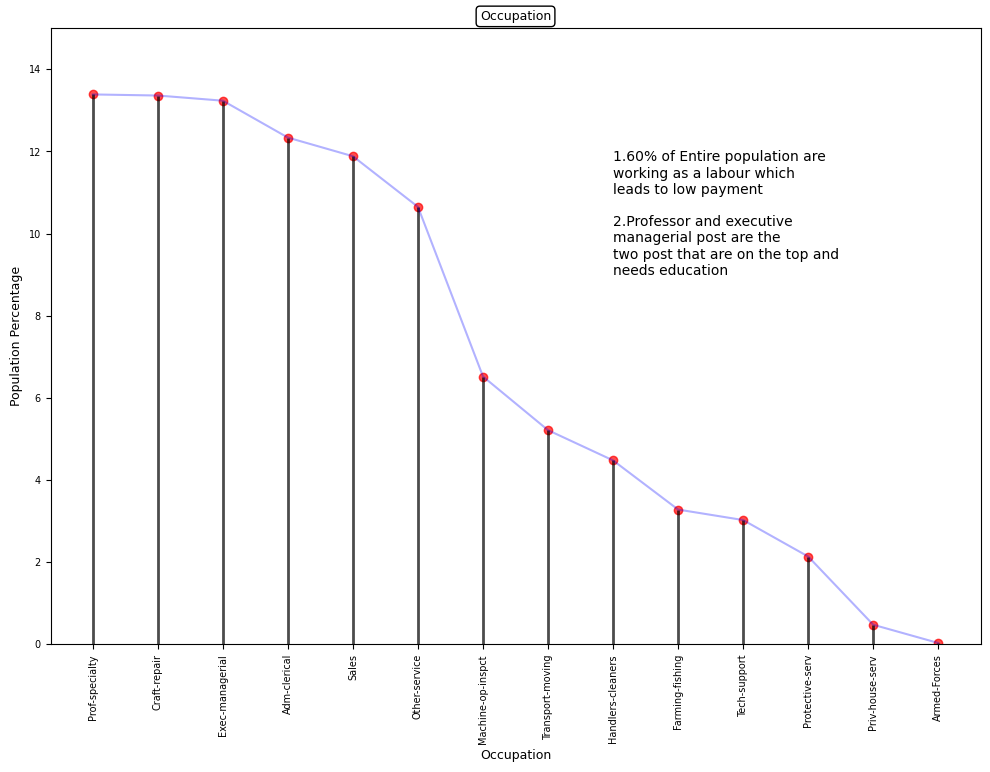 Occupation
14
12
10
8
6
4
2
0
Population Percentage
1.60% of Entire population are
working as a labour which
leads to low payment
2.Professor and executive
managerial post are the
two post that are on the top and
needs education
Prof-specialty
Craft-repair
Exec-managerial
Adm-clerical
Sales
Other-service
Machine-op-inspct
Transport-moving
Handlers-cleaners
Farming-fishing
Tech-support
Protective-serv
Priv-house-serv
Armed-Forces
Occupation